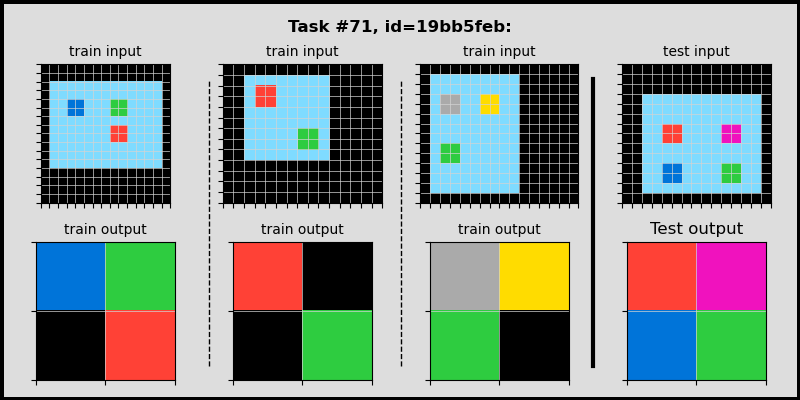 Task #71, id=19bb5feb:
train input
train input
train input
test input
train output
train output
train output
Test output